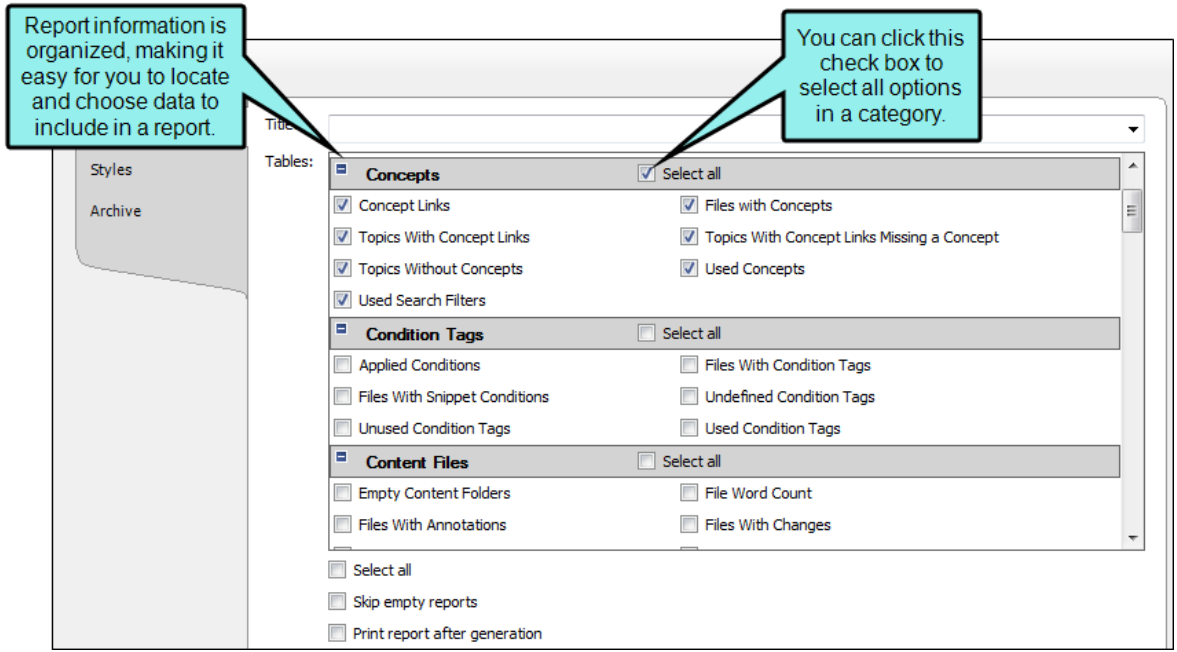 Report information is
organized, making it
easy for you to locate
and choose data to
include in a report.
You can click this
check box to
select all options
in a category.
Styles
Archive
Tables:
Concepts Select all
Concept Links Files with Concepts
Topics With Concept Links Topics With Concept Links Missing a Concept
Topics Without Concepts Used Concepts
Used Search Filters
Condition Tags Select all
Applied Conditions Files With Condition Tags
Files With Snippet Conditions Undefined Condition Tags
Unused Condition Tags Used Condition Tags
Content Files Select all
Empty Content Folders File Word Count
Files With Annotations Files With Changes
Select all
Skip empty reports
Print report after generation